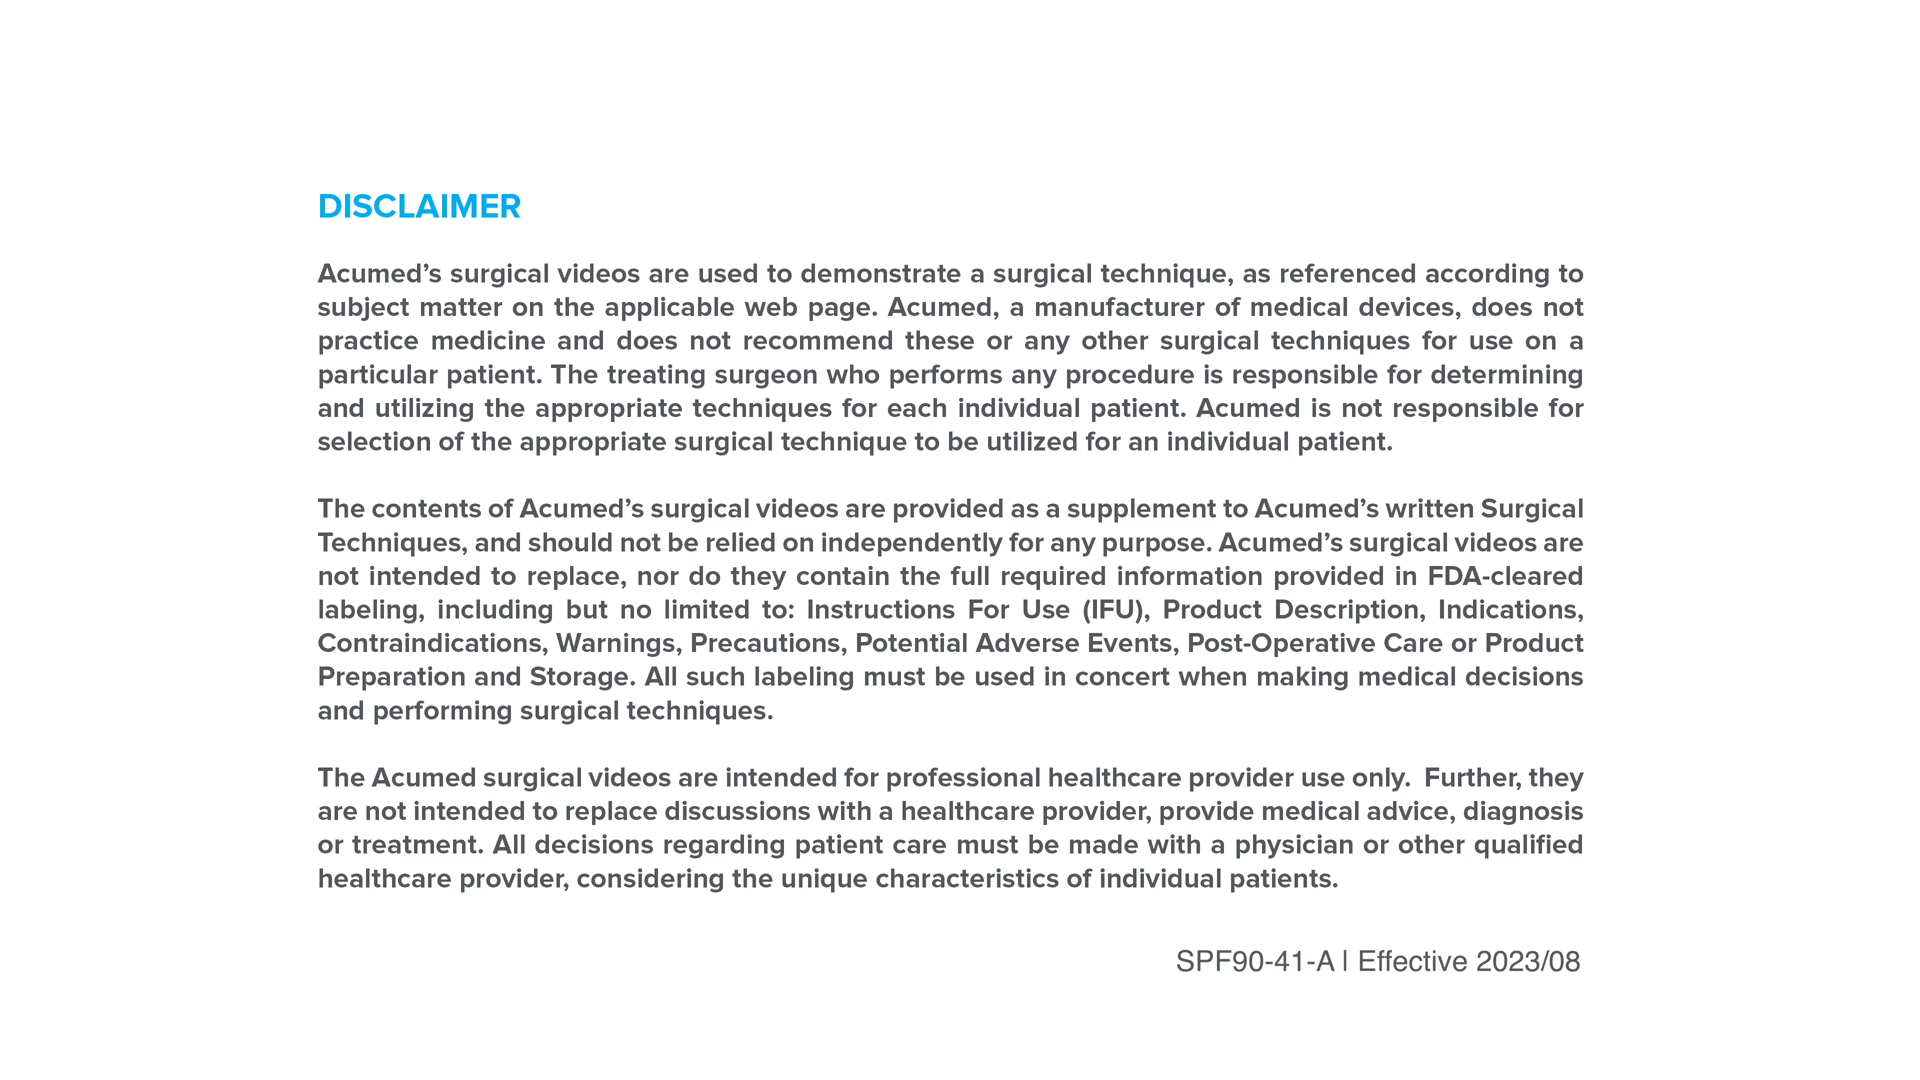 DISCLAIMER
Acumed’s surgical videos are used to demonstrate a surgical technique, as referenced according to
subject matter on the applicable web page. Acumed, a manufacturer of medical devices, does not
practice medicine and does not recommend these or any other surgical techniques for use on a
particular patient. The treating surgeon who performs any procedure is responsible for determining
and utilizing the appropriate techniques for each individual patient. Acumed is not responsible for
selection of the appropriate surgical technique to be utilized for an individual patient.
The contents of Acumed’s surgical videos are provided as a supplement to Acumed’s written Surgical
Techniques, and should not be relied on independently for any purpose. Acumed’s surgical videos are
not intended to replace, nor do they contain the full required information provided in FDA-cleared
labeling, including but no limited to: Instructions For Use (IFU), Product Description, Indications,
Contraindications, Warnings, Precautions, Potential Adverse Events, Post-Operative Care or Product
Preparation and Storage. All such labeling must be used in concert when making medical decisions
and performing surgical techniques.
The Acumed surgical videos are intended for professional healthcare provider use only.  Further, they
are not intended to replace discussions with a healthcare provider, provide medical advice, diagnosis
or treatment. All decisions regarding patient care must be made with a physician or other qualified
healthcare provider, considering the unique characteristics of individual patients.
SPF90-41-A | Effective 2023/08